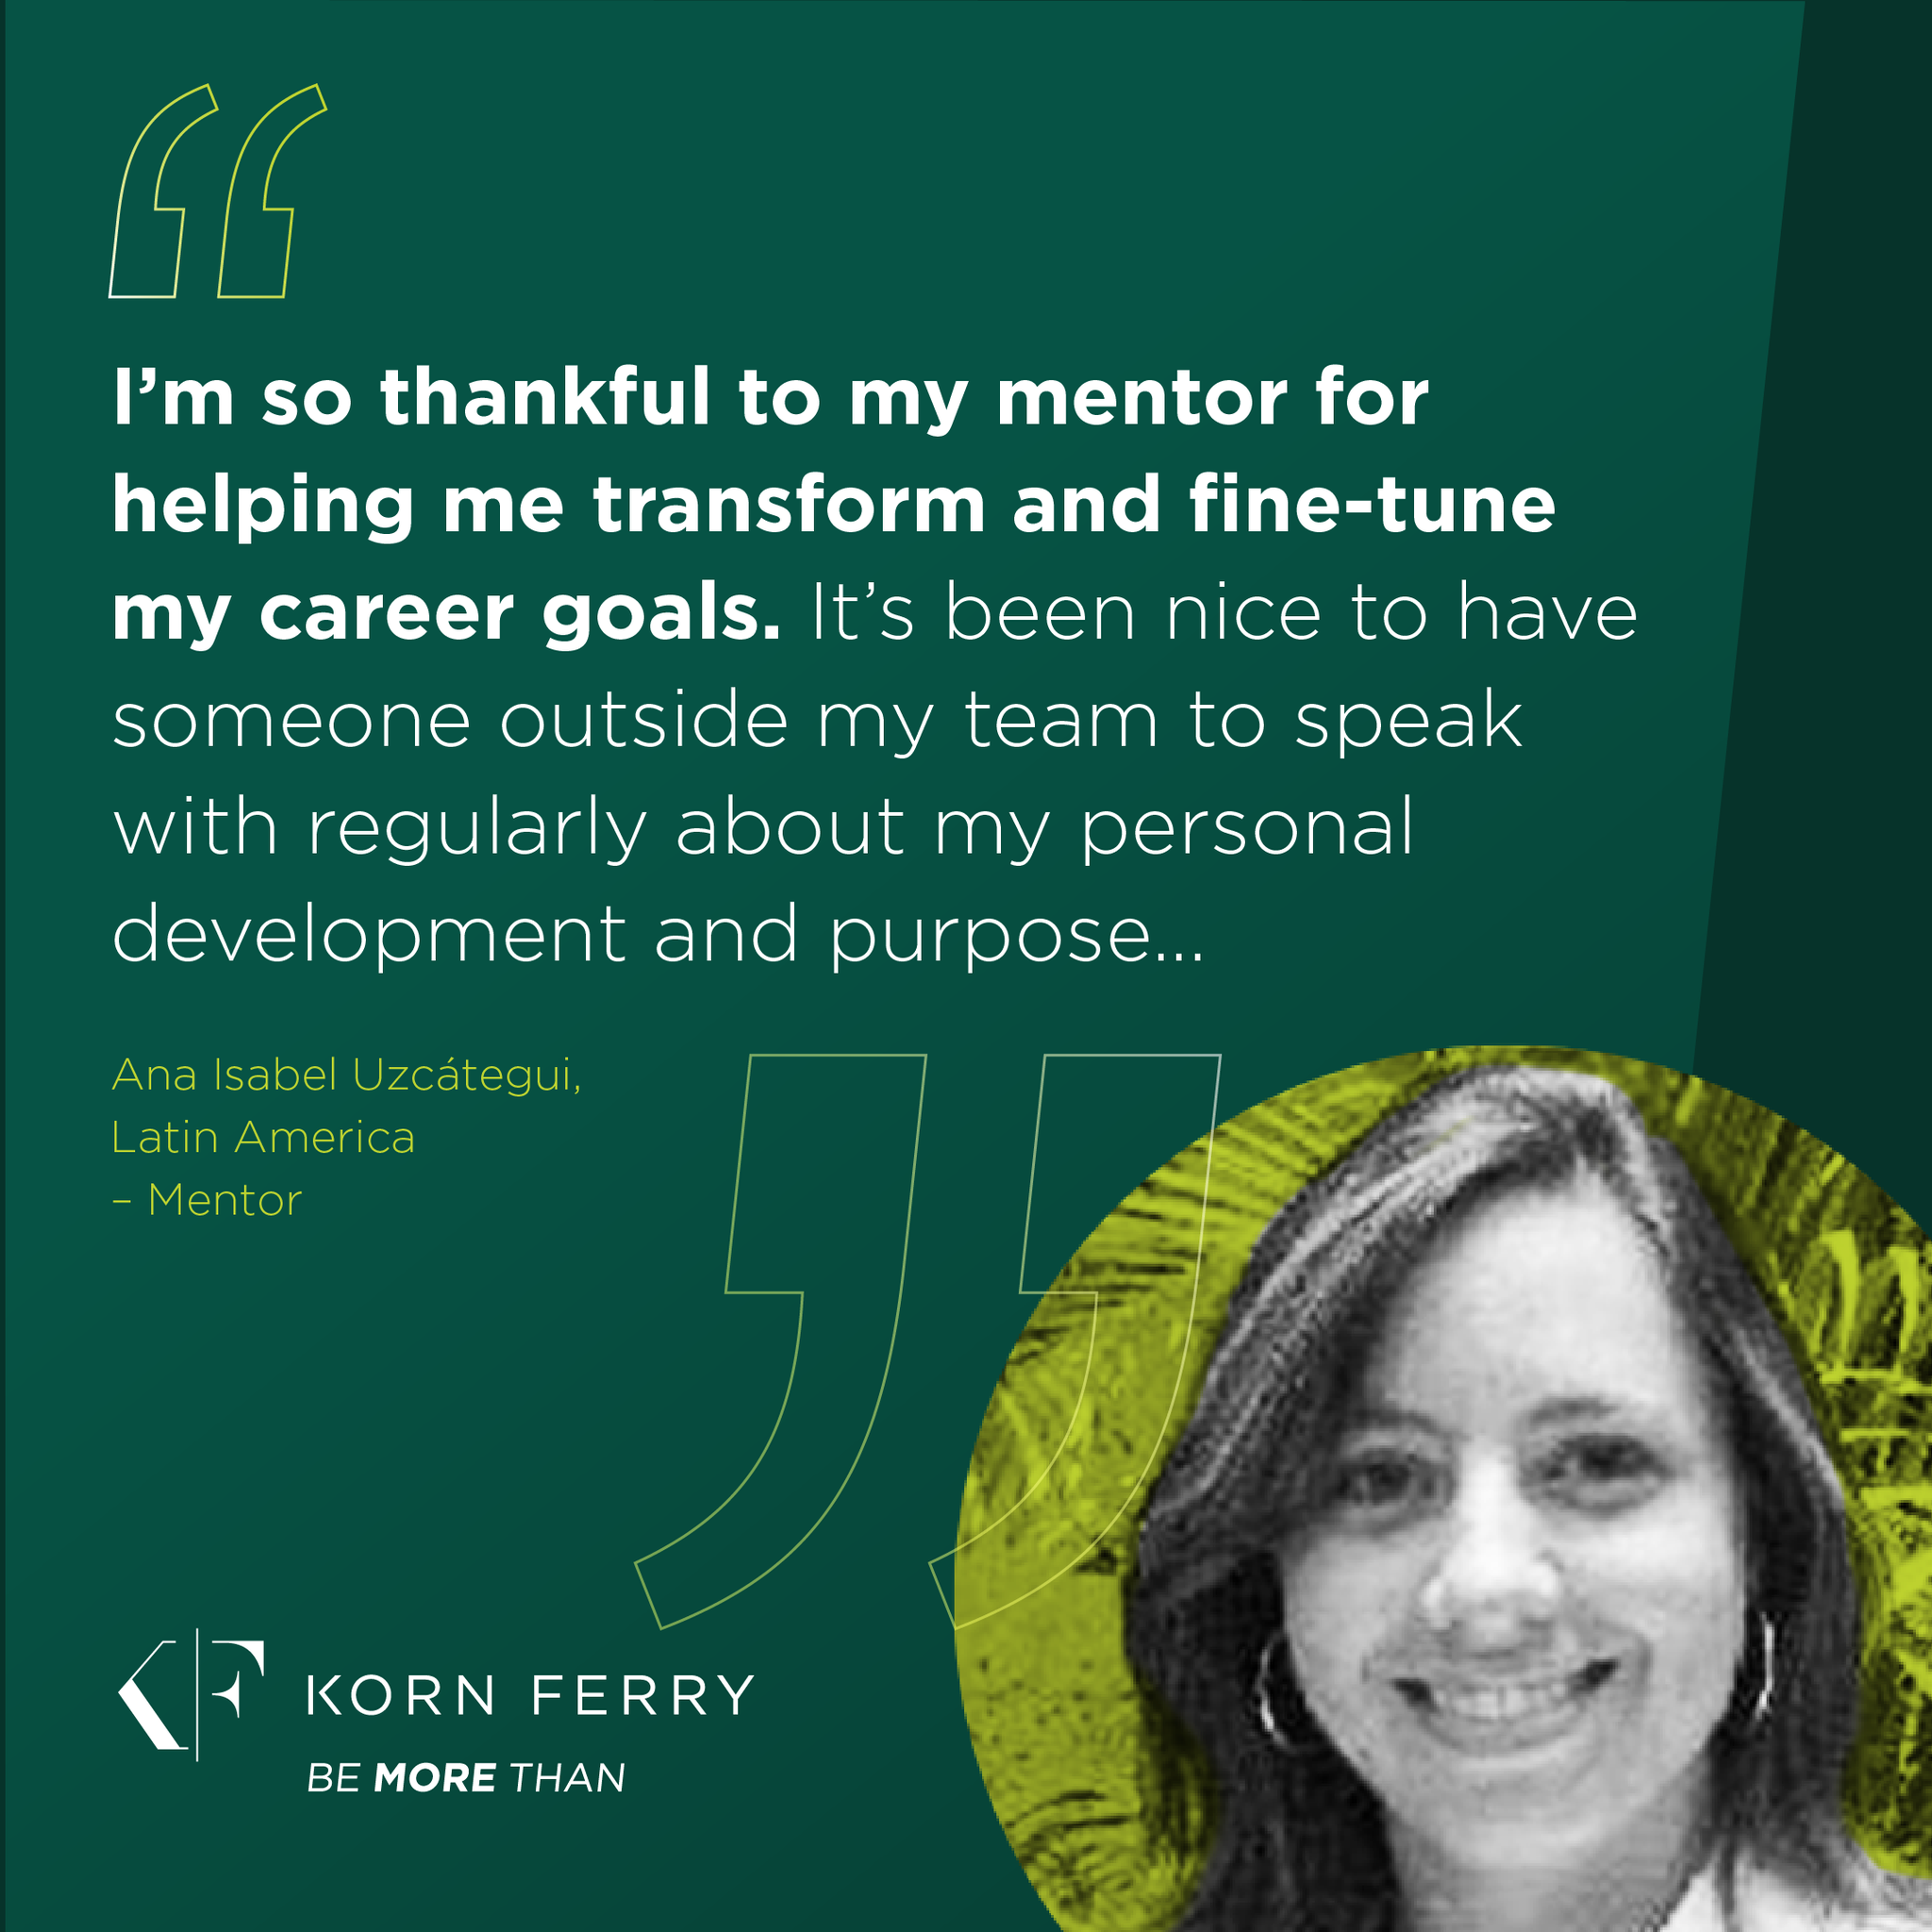 “
I’m so thankful to my mentor for
helping me transform and fine-tune
my career goals. It’s been nice to have
someone outside my team to speak
with regularly about my personal
development and purpose...
”
Ana Isabel Uzcátegui,
Latin America
– Mentor
KF
KORN FERRY
BE MORE THAN